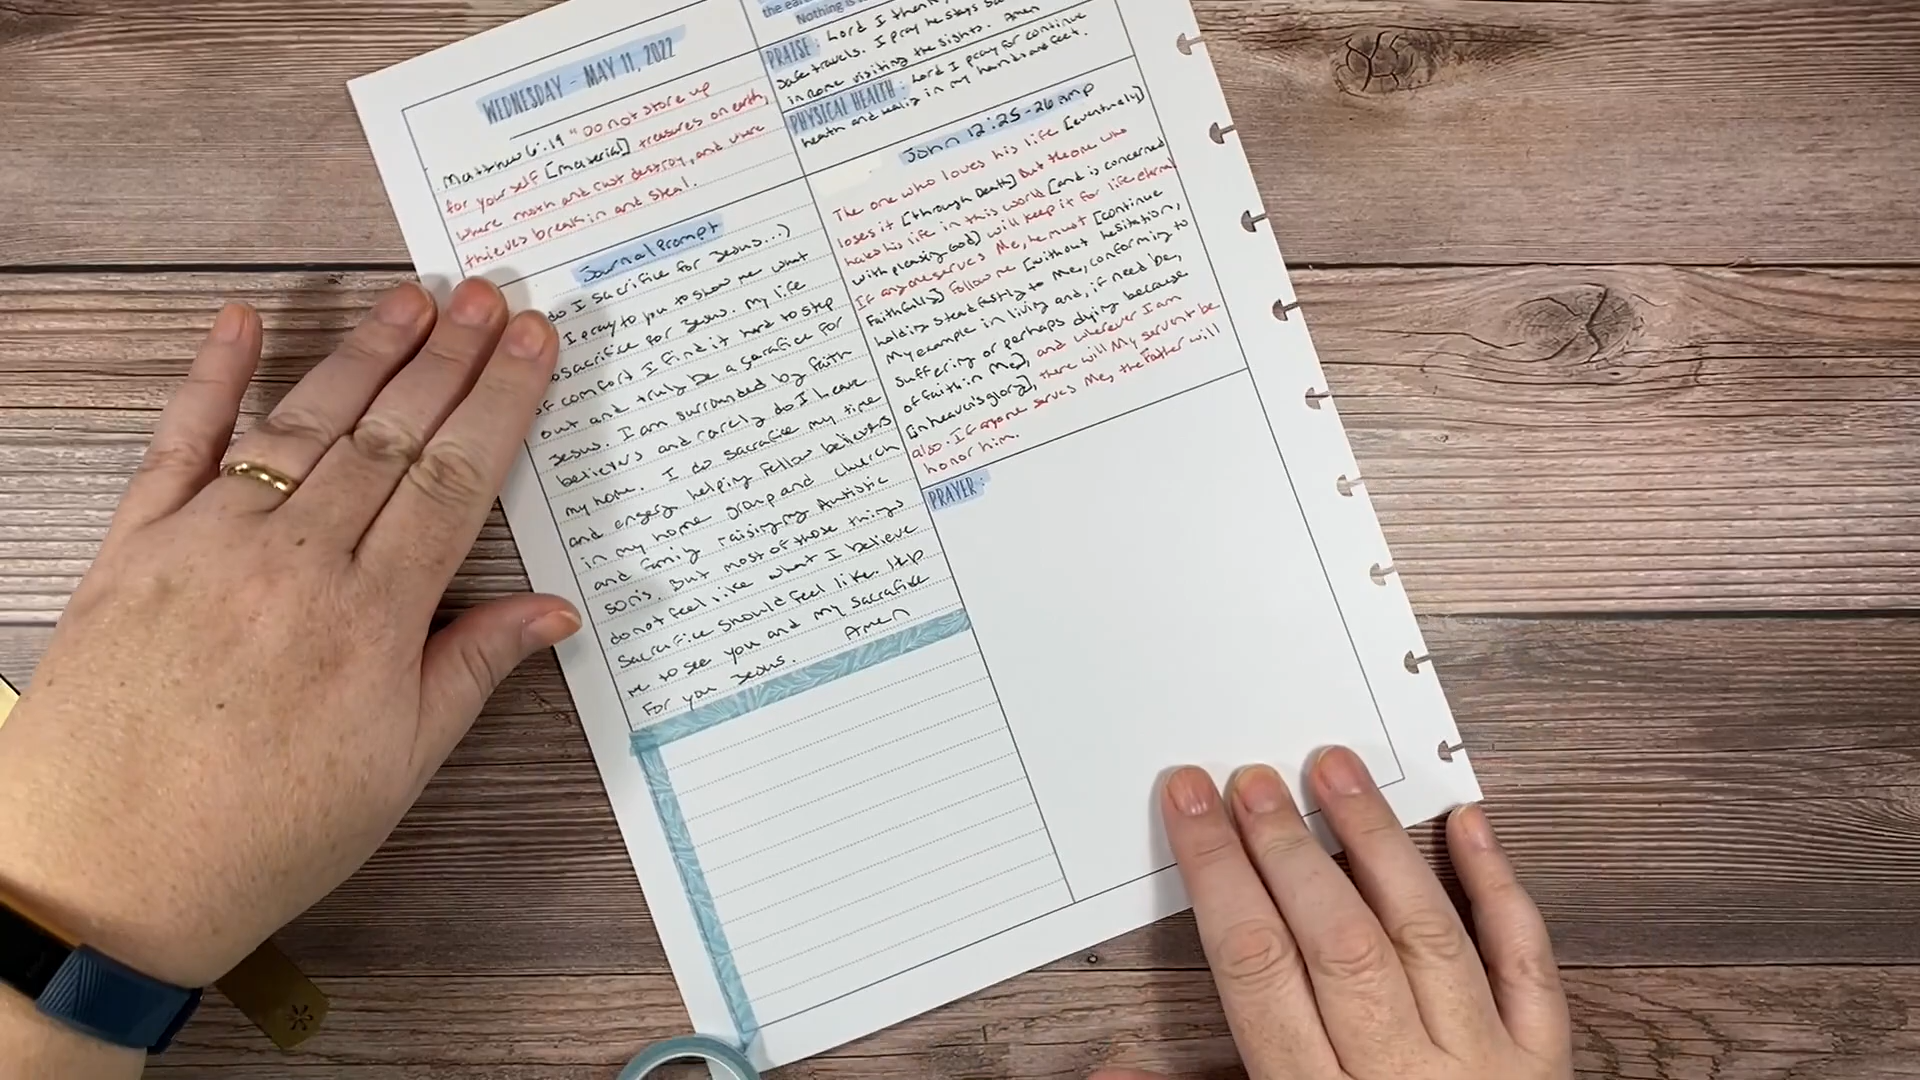 WEDNESDAY - MAY 11, 2022
Matthew 6:19 "Do not store up
for yourself [material] treasures on earth,
where moth and rust destroy, and where
thieves break in and steal.
Journal Prompt
do I sacrifice for Jesus...)
I pray to you to show me what
sacrifice for Jesus. My life
of comfort I find it hard to step
out and truly be a sacrifice for
Jesus. I am surrounded by faith
believers and rarely do I leave
my home. I do sacrifice my time
and energy helping fellow believers
in my home group and church
and family raising my Autistic
sons. But most of those things
do not feel like what I believe
sacrifice should feel like. Help
me to see you and my sacrifice
for you Jesus. Amen
the
Nothing is
PRAISE: Lord I
safe travels. I pray he stays
in Rome visiting the sights. Amen
PHYSICAL HEALTH: Lord I pray for continue
health and healing in my hands and feet.
John 12:25-26 amp
The one who loves his life [eventually]
loses it [through Death] But the one who
hates his life in this world [and is concerned
with pleasing God] will keep it for life eternal
If anyone serves Me, he must [continue
faithfully] follow me [without hesitation,
holding steadfastly to Me, conforming to
My example in living and, if need be,
suffering or perhaps dying because
of faith in Me], and wherever I am
[in heaven's glory], there will My servant be
also. If anyone serves Me, the Father will
honor him.
PRAYER: